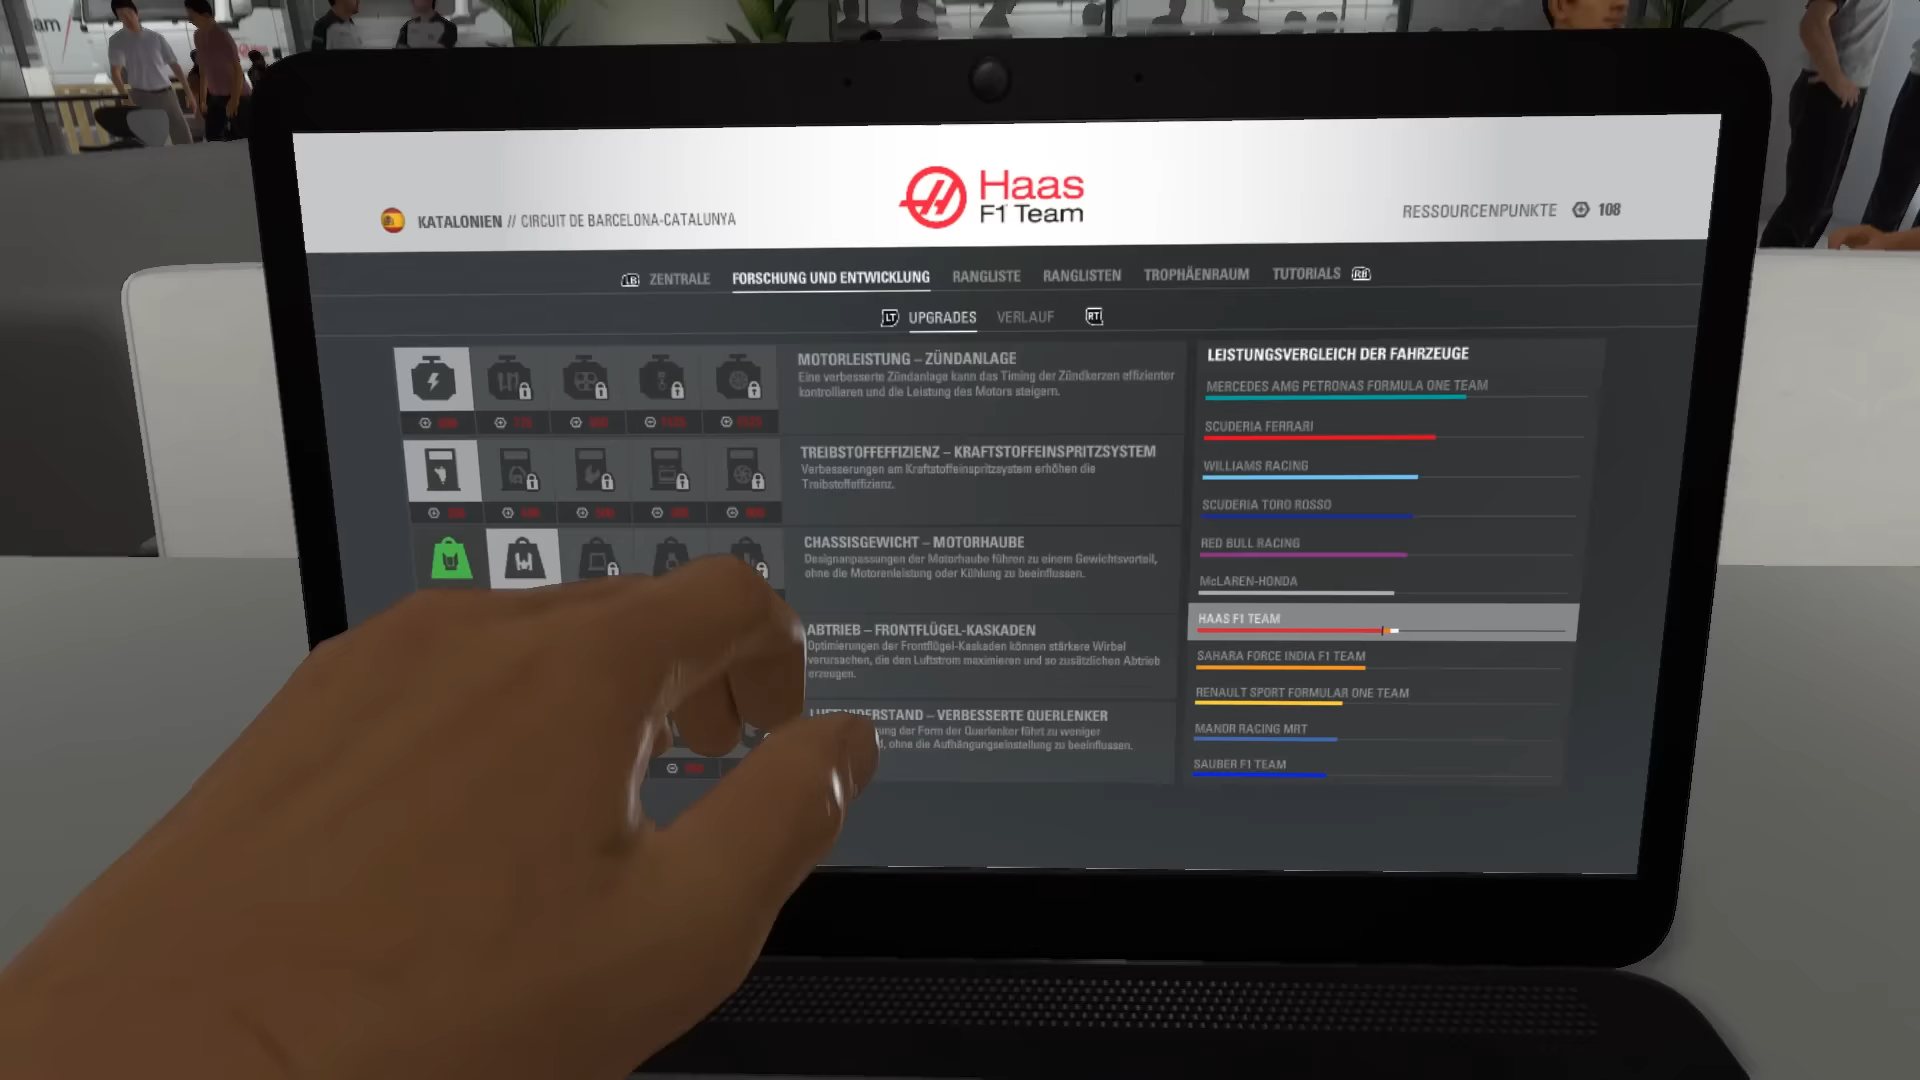 am
Haas
F1 Team
KATALONIEN // CIRCUIT DE BARCELONA-CATALUNYA
RESSOURCENPUNKTE 108
LB ZENTRALE FORSCHUNG UND ENTWICKLUNG RANGLISTE RANGLISTEN TROPHÄENRAUM TUTORIALS RB
LT UPGRADES VERLAUF RT
MOTORLEISTUNG – ZÜNDANLAGE
Eine verbesserte Zündanlage kann das Timing der Zündkerzen effizienter
kontrollieren und die Leistung des Motors steigern.
TREIBSTOFFEFFIZIENZ – KRAFTSTOFFEINSPRITZSYSTEM
Verbesserungen am Kraftstoffeinspritzsystem erhöhen die
Treibstoffeffizienz.
CHASSISGEWICHT – MOTORHAUBE
Designanpassungen der Motorhaube führen zu einem Gewichtsvorteil,
ohne die Motorenleistung oder Kühlung zu beeinflussen.
ABTRIEB – FRONTFLÜGEL-KASKADEN
Optimierungen der Frontflügel-Kaskaden können stärkere Wirbel
verursachen, die den Luftstrom maximieren und so zusätzlichen Abtrieb
erzeugen.
– VERBESSERTE QUERLENKER
der Form der Querlenker führt zu weniger
ohne die Aufhängungseinstellung zu beeinflussen.
LEISTUNGSVERGLEICH DER FAHRZEUGE
MERCEDES AMG PETRONAS FORMULA ONE TEAM
SCUDERIA FERRARI
WILLIAMS RACING
SCUDERIA TORO ROSSO
RED BULL RACING
McLAREN-HONDA
HAAS F1 TEAM
SAHARA FORCE INDIA F1 TEAM
RENAULT SPORT FORMULAR ONE TEAM
MANOR RACING MRT
SAUBER F1 TEAM